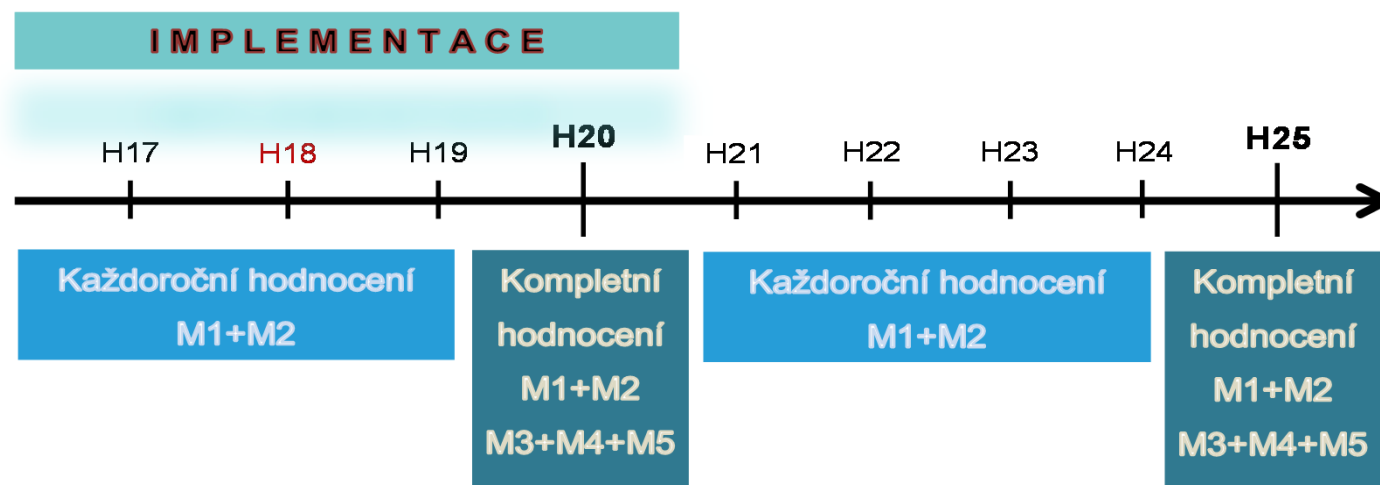 IMPLEMENTACE
H17 H18 H19 H20 H21 H22 H23 H24 H25
Každoroční hodnocení
M1+M2
Kompletní
hodnocení
M1+M2
M3+M4+M5
Každoroční hodnocení
M1+M2
Kompletní
hodnocení
M1+M2
M3+M4+M5